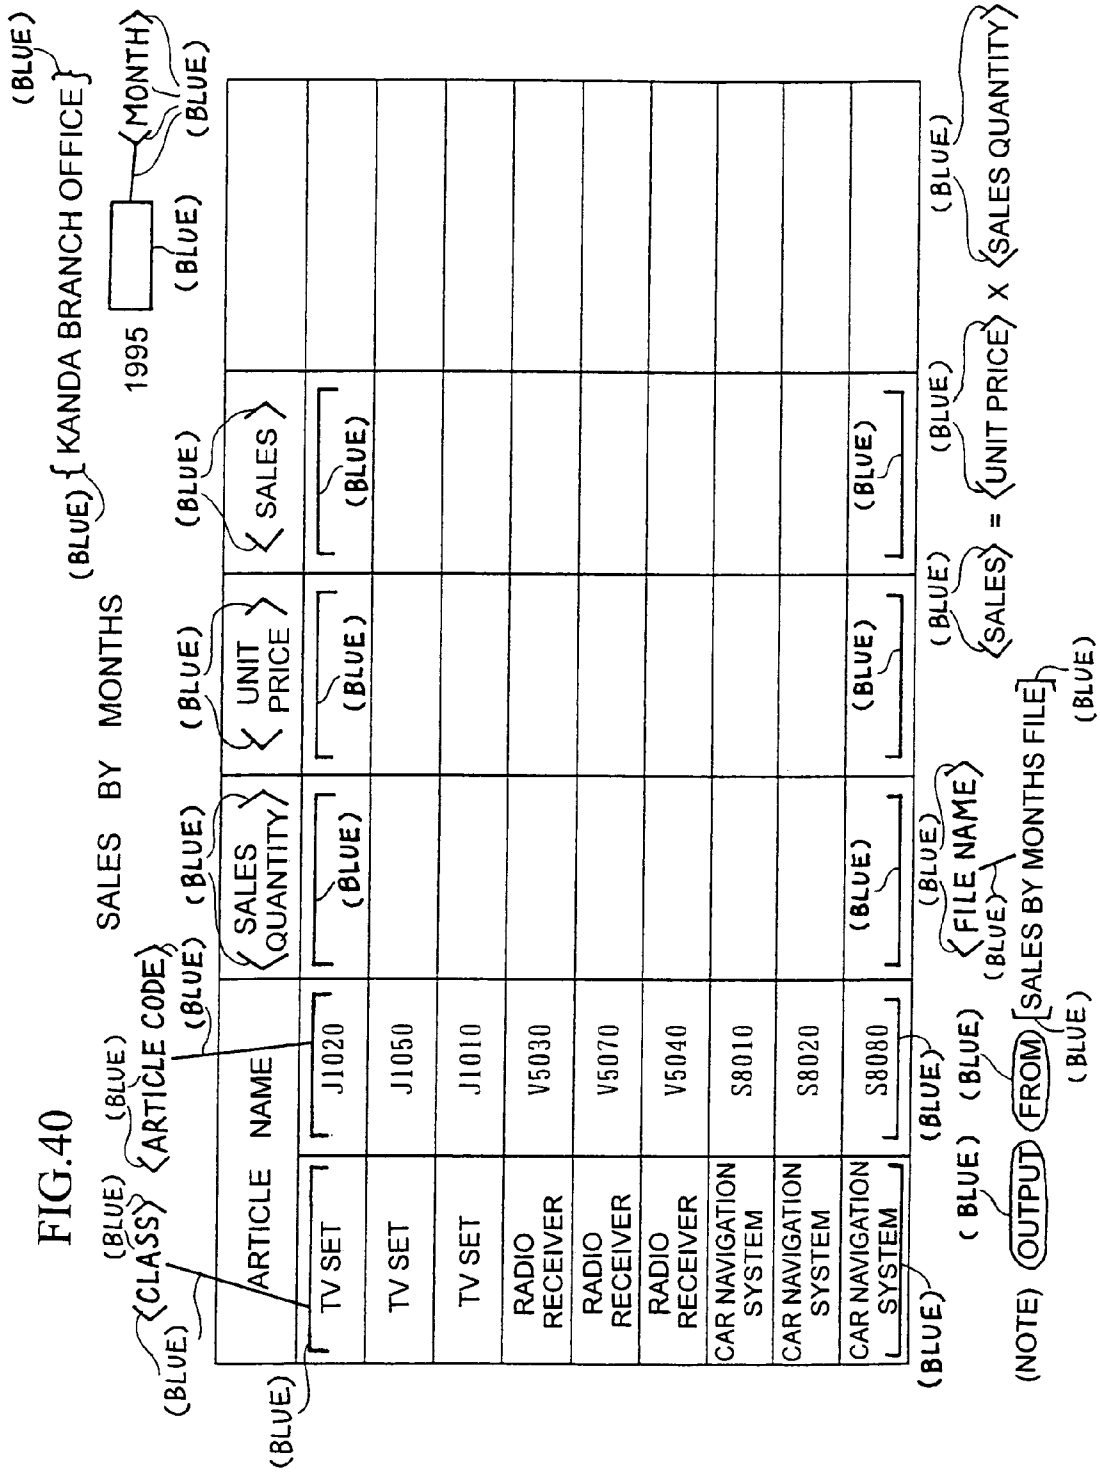 FIG.40
(BLUE)
SALES BY MONTHS
(BLUE) { KANDA BRANCH OFFICE }
1995 <MONTH>
(BLUE) (BLUE)
(BLUE) (BLUE)
<CLASS> <ARTICLE CODE>
(BLUE) (BLUE) (BLUE) (BLUE) (BLUE)
(BLUE)
ARTICLE NAME <SALES QUANTITY> <UNIT PRICE> <SALES>
TV SET J1020 (BLUE) (BLUE) (BLUE)
TV SET J1050
TV SET J1010
RADIO RECEIVER V5030
RADIO RECEIVER V5070
RADIO RECEIVER V5040
CAR NAVIGATION SYSTEM S8010
CAR NAVIGATION SYSTEM S8020
CAR NAVIGATION SYSTEM S8080 (BLUE) (BLUE) (BLUE)
(BLUE) (BLUE) (BLUE) (BLUE) (BLUE) (BLUE)
<FILE NAME>
(BLUE) (BLUE) (BLUE)
<SALES> = <UNIT PRICE> X <SALES QUANTITY>
(NOTE) OUTPUT FROM [SALES BY MONTHS FILE]
(BLUE) (BLUE)